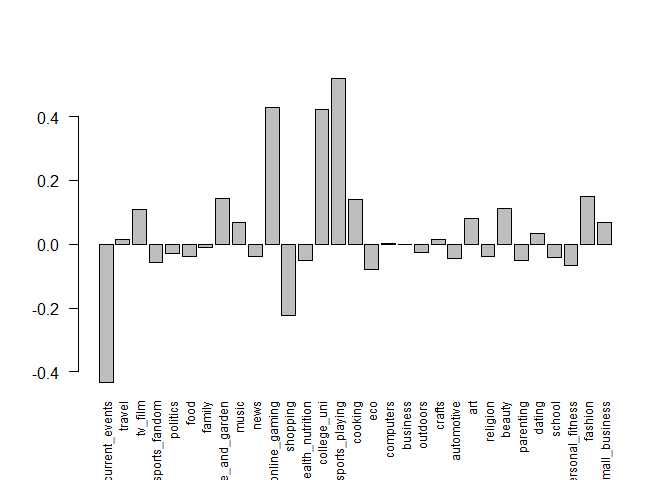 0.4
0.2
0.0
-0.2
-0.4
current_events
travel
tv_film
sports_fandom
politics
food
family
e_and_garden
music
news
online_gaming
shopping
ealth_nutrition
college_uni
sports_playing
cooking
eco
computers
business
outdoors
crafts
automotive
art
religion
beauty
parenting
dating
school
ersonal_fitness
fashion
mall_business